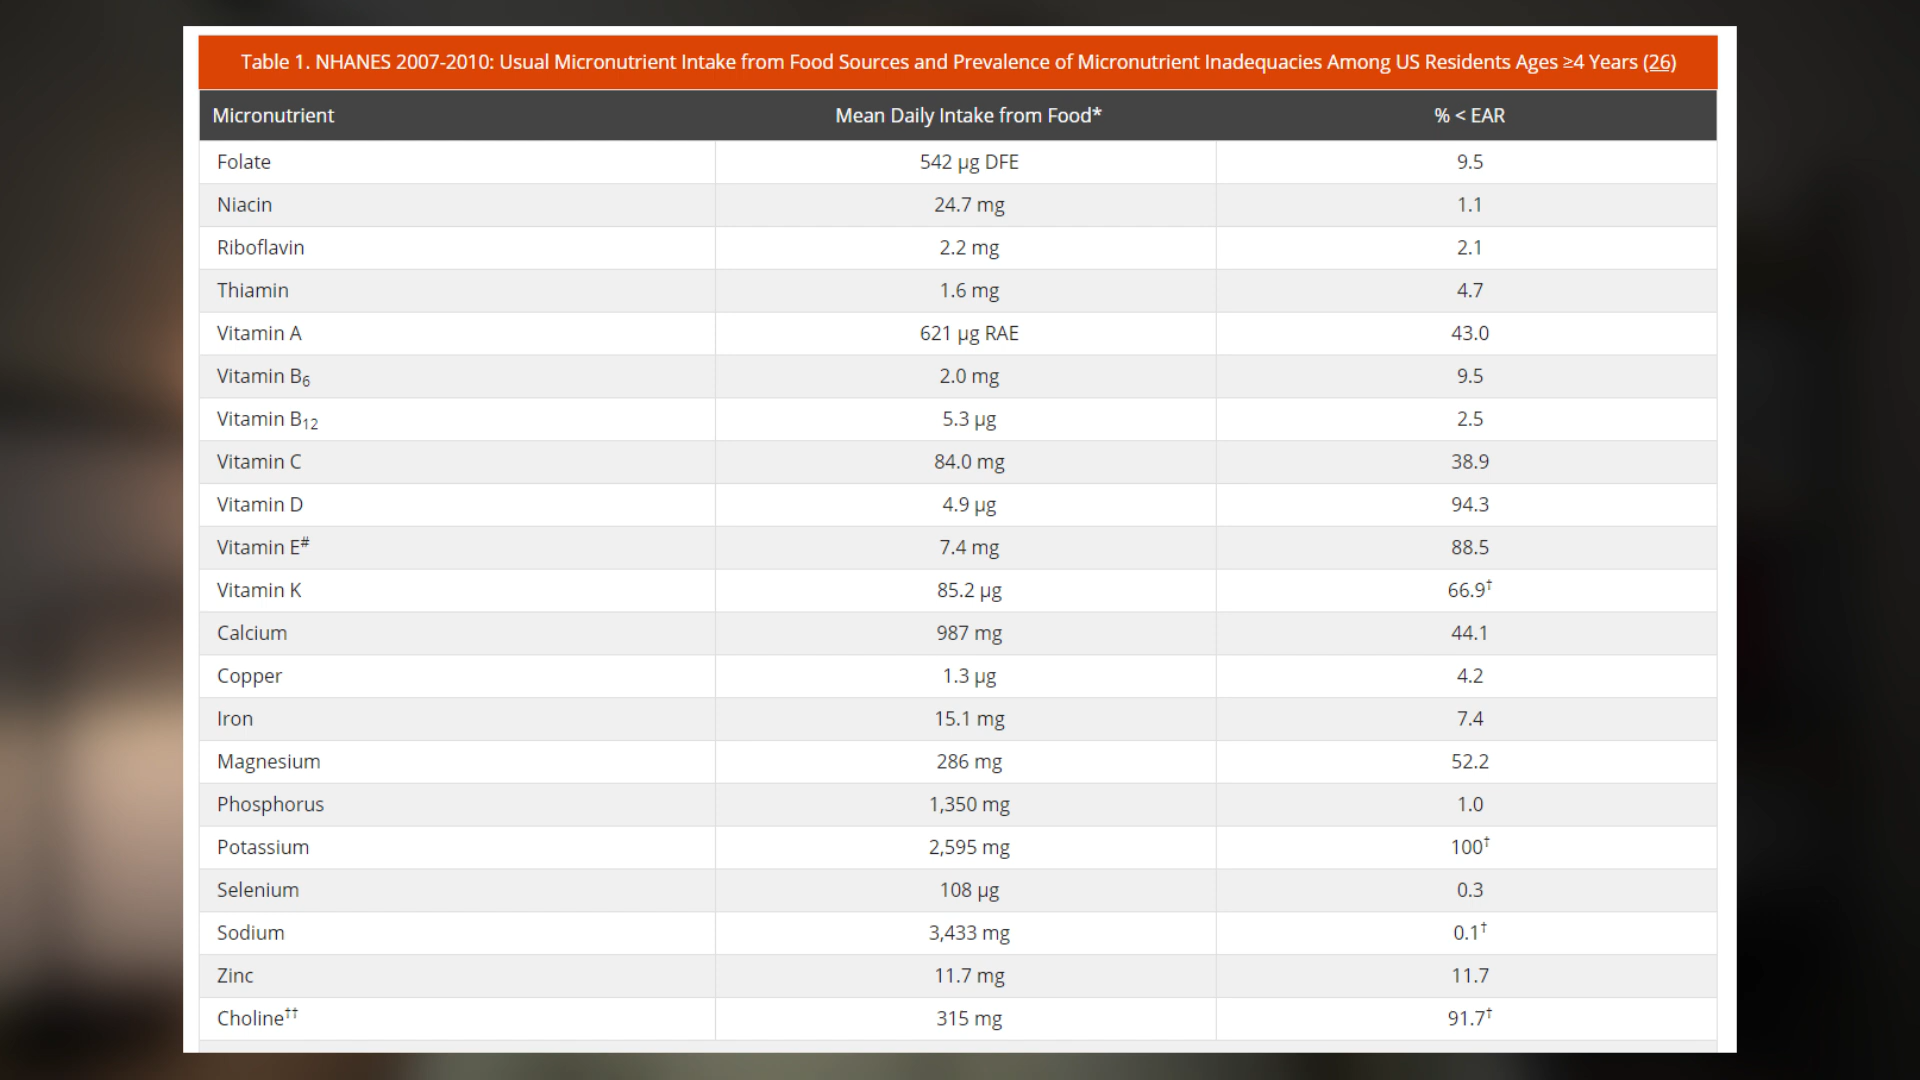 Table 1. NHANES 2007-2010: Usual Micronutrient Intake from Food Sources and Prevalence of Micronutrient Inadequacies Among US Residents Ages ≥4 Years (26)
Micronutrient Mean Daily Intake from Food* % < EAR
Folate 542 µg DFE 9.5
Niacin 24.7 mg 1.1
Riboflavin 2.2 mg 2.1
Thiamin 1.6 mg 4.7
Vitamin A 621 µg RAE 43.0
Vitamin B₆ 2.0 mg 9.5
Vitamin B₁₂ 5.3 µg 2.5
Vitamin C 84.0 mg 38.9
Vitamin D 4.9 µg 94.3
Vitamin E# 7.4 mg 88.5
Vitamin K 85.2 µg 66.9†
Calcium 987 mg 44.1
Copper 1.3 µg 4.2
Iron 15.1 mg 7.4
Magnesium 286 mg 52.2
Phosphorus 1,350 mg 1.0
Potassium 2,595 mg 100†
Selenium 108 µg 0.3
Sodium 3,433 mg 0.1†
Zinc 11.7 mg 11.7
Choline†† 315 mg 91.7†